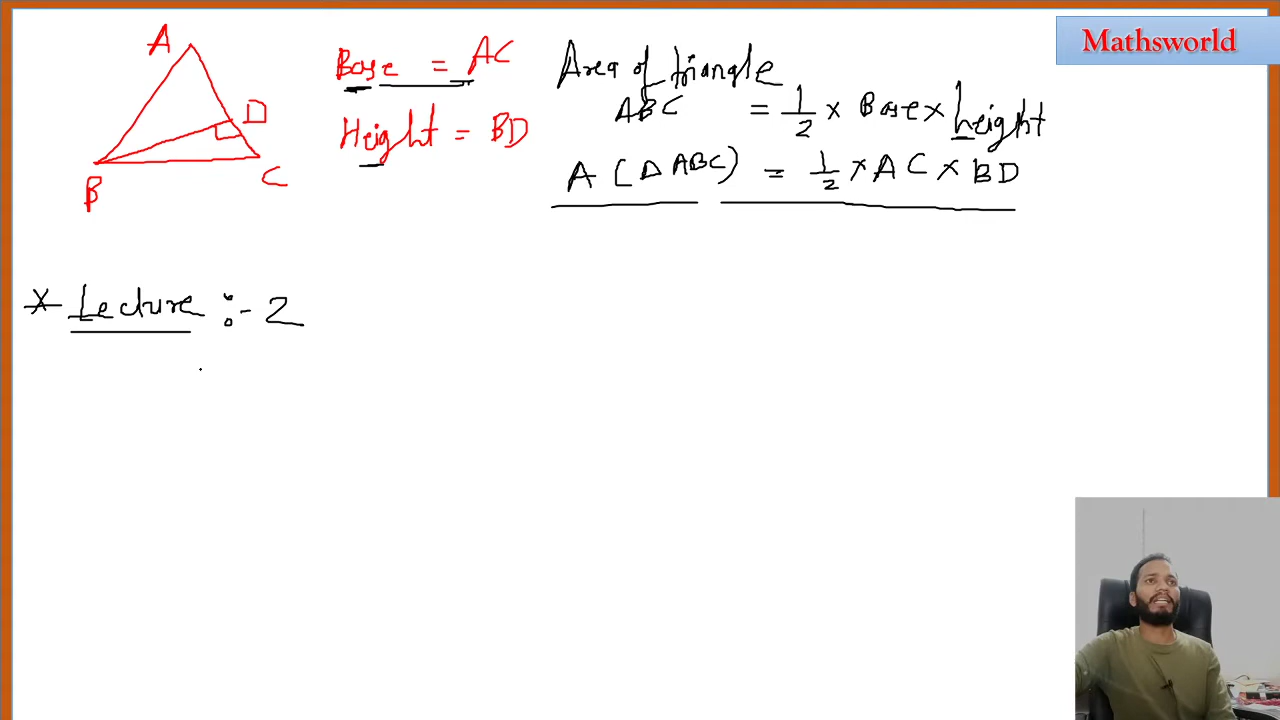 Mathsworld
A
B
C
D
Base = AC
Height = BD
Area of triangle
ABC = 1/2 × Base × height
A (Δ ABC) = 1/2 × AC × BD
* Lecture :- 2